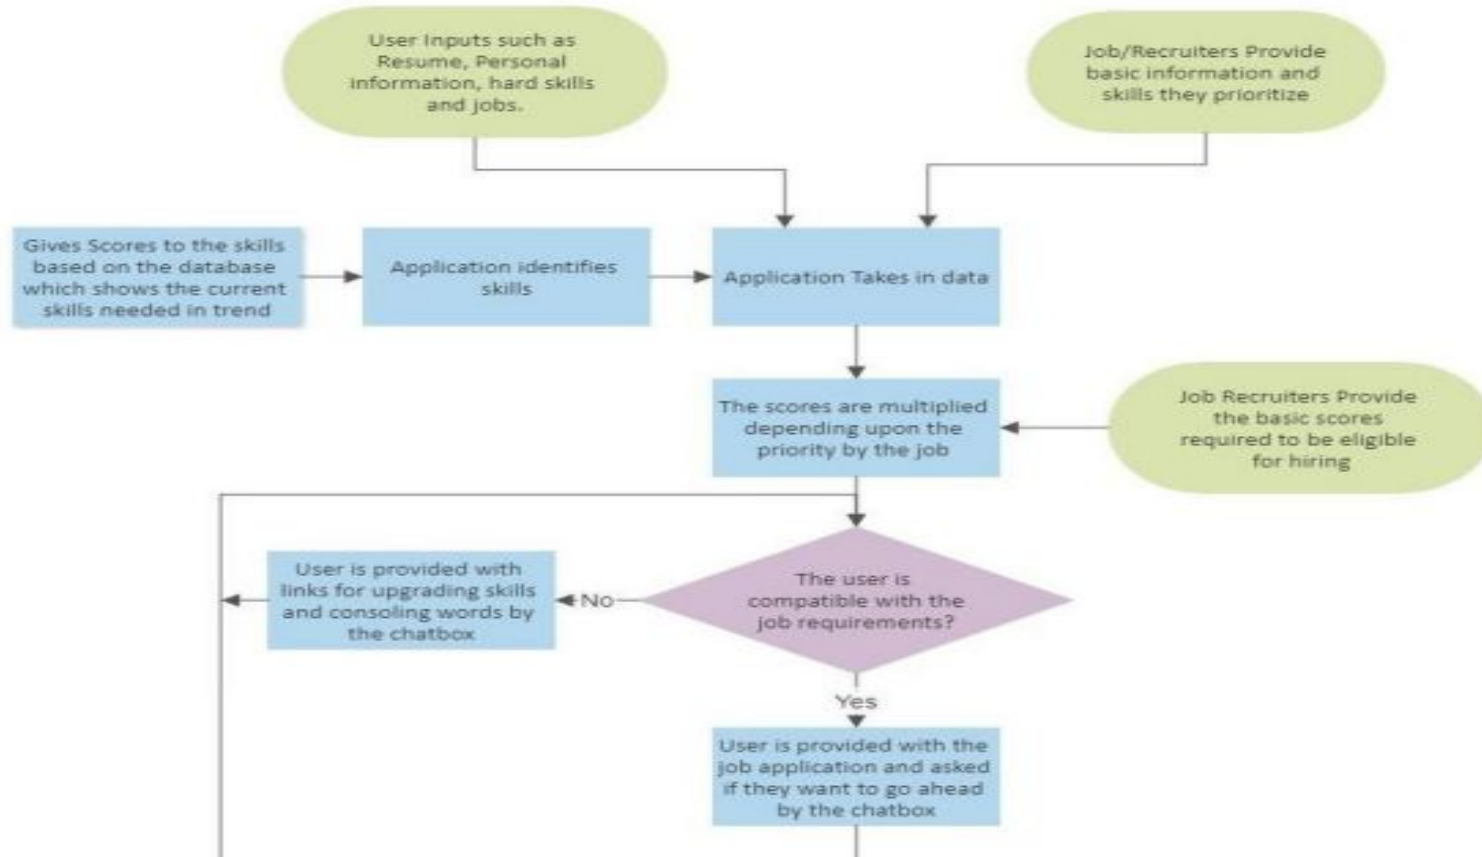 User Inputs such as
Resume, Personal
information, hard skills
and jobs.
Job/Recruiters Provide
basic information and
skills they prioritize
Gives Scores to the skills
based on the database
which shows the current
skills needed in trend
Application identifies
skills
Application Takes in data
The scores are multiplied
depending upon the
priority by the job
Job Recruiters Provide
the basic scores
required to be eligible
for hiring
User is provided with
links for upgrading skills
and consoling words by
the chatbox
No
The user is
compatible with the
job requirements?
Yes
User is provided with the
job application and asked
if they want to go ahead
by the chatbox